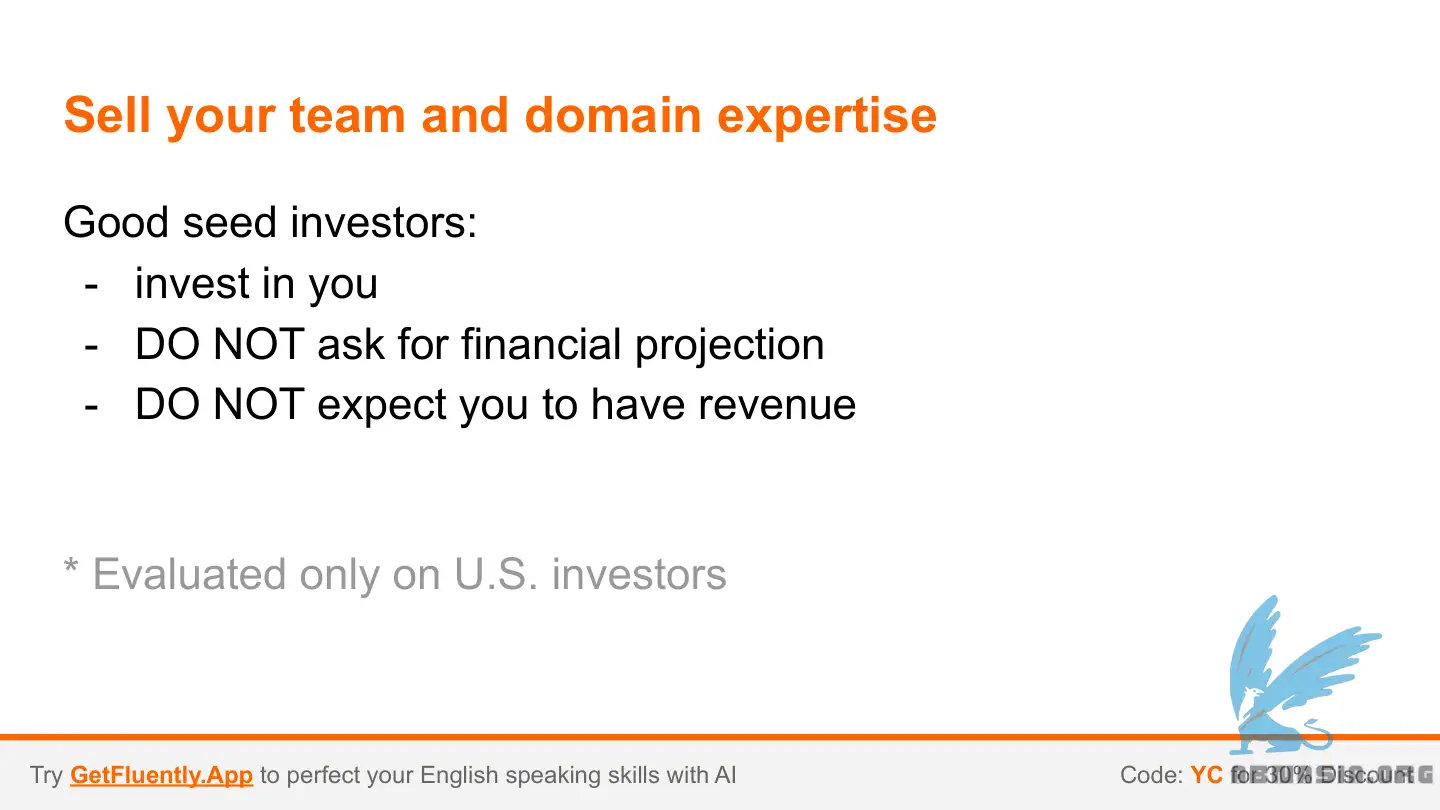 Sell your team and domain expertise
Good seed investors:
- invest in you
- DO NOT ask for financial projection
- DO NOT expect you to have revenue
* Evaluated only on U.S. investors
Try GetFluently.App to perfect your English speaking skills with AI
Code: YC for 30% Discount